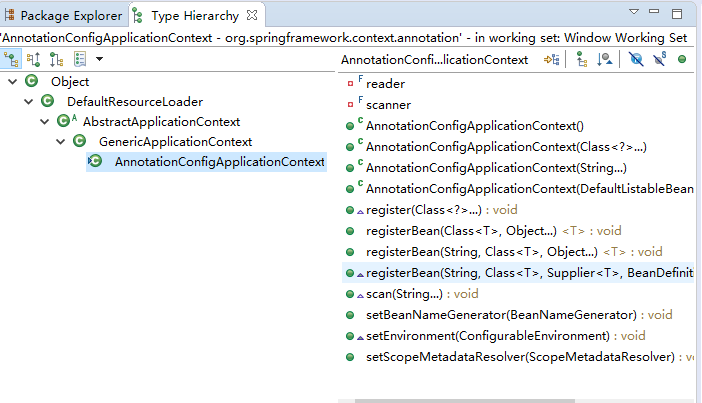 Package Explorer Type Hierarchy
'AnnotationConfigApplicationContext - org.springframework.context.annotation' - in working set: Window Working Set
Object
DefaultResourceLoader
AbstractApplicationContext
GenericApplicationContext
AnnotationConfigApplicationContext
AnnotationConfi...licationContext
reader
scanner
AnnotationConfigApplicationContext()
AnnotationConfigApplicationContext(Class<?>...)
AnnotationConfigApplicationContext(String...)
AnnotationConfigApplicationContext(DefaultListableBean
register(Class<?>...) : void
registerBean(Class<T>, Object...) <T> : void
registerBean(String, Class<T>, Object...) <T> : void
registerBean(String, Class<T>, Supplier<T>, BeanDefinit
scan(String...) : void
setBeanNameGenerator(BeanNameGenerator) : void
setEnvironment(ConfigurableEnvironment) : void
setScopeMetadataResolver(ScopeMetadataResolver) : v